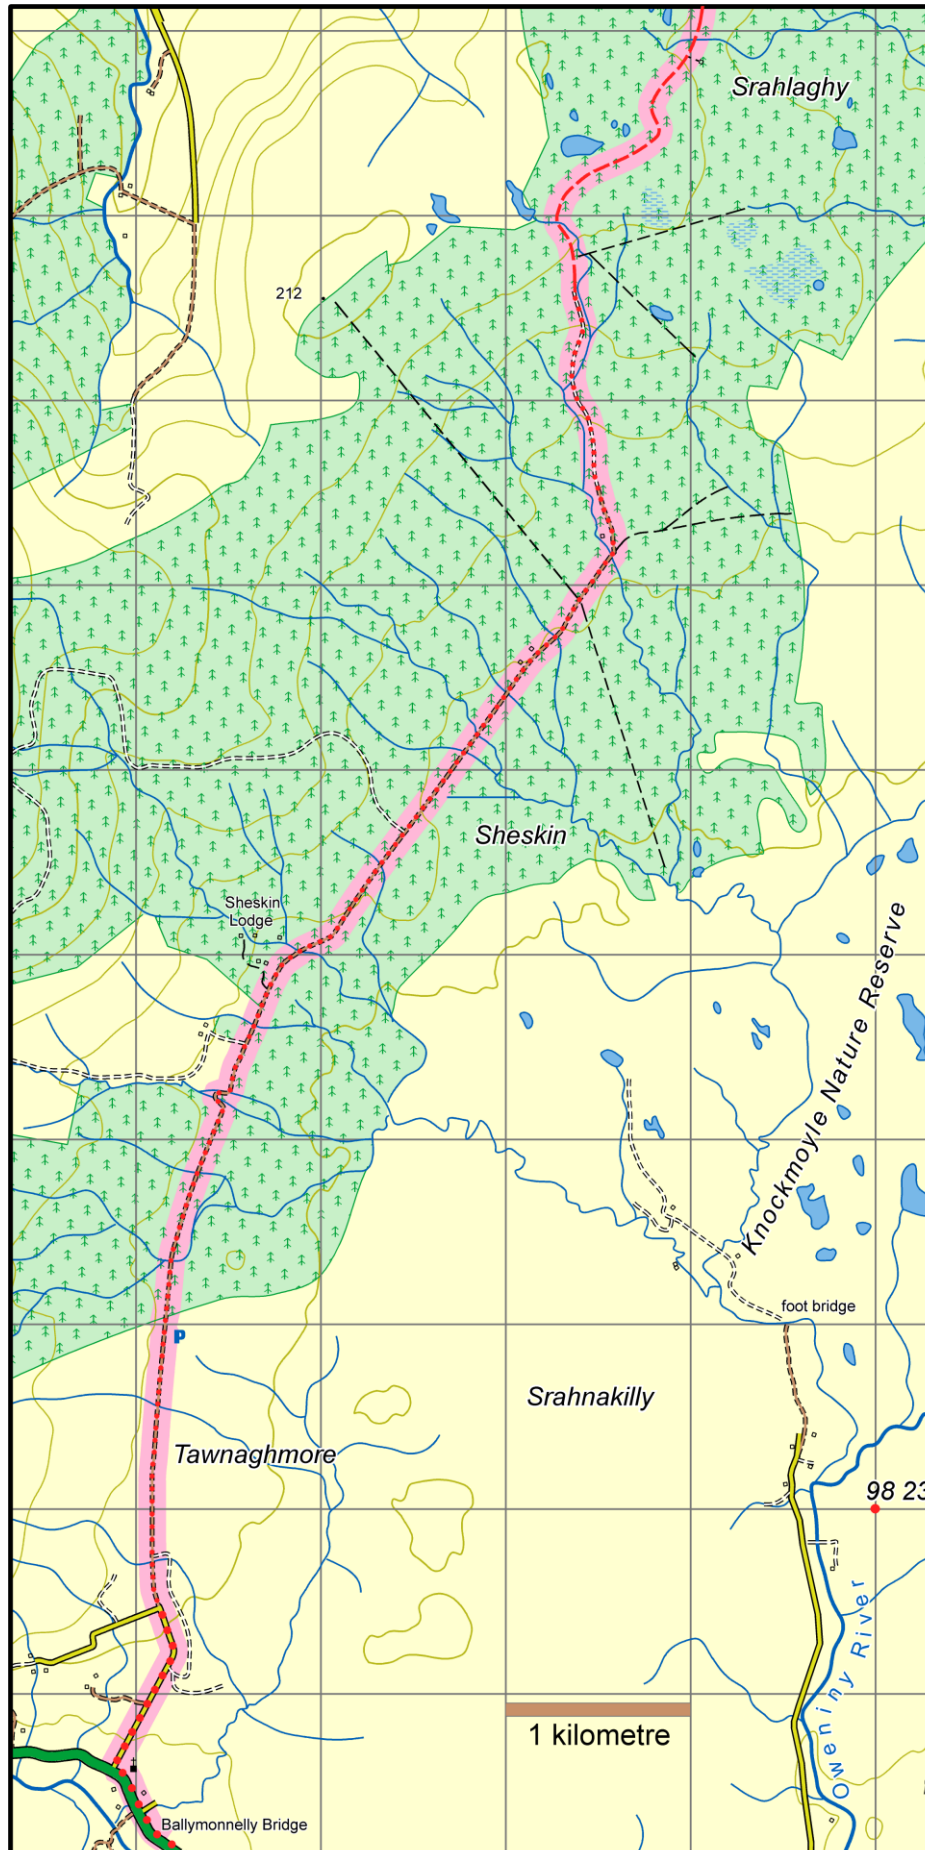 Srahlaghy
212
Sheskin
Sheskin
Lodge
Knockmoyle Nature Reserve
foot bridge
P
Srahnakilly
Tawnaghmore
98 23
Oweniny River
1 kilometre
Ballymonnelly Bridge